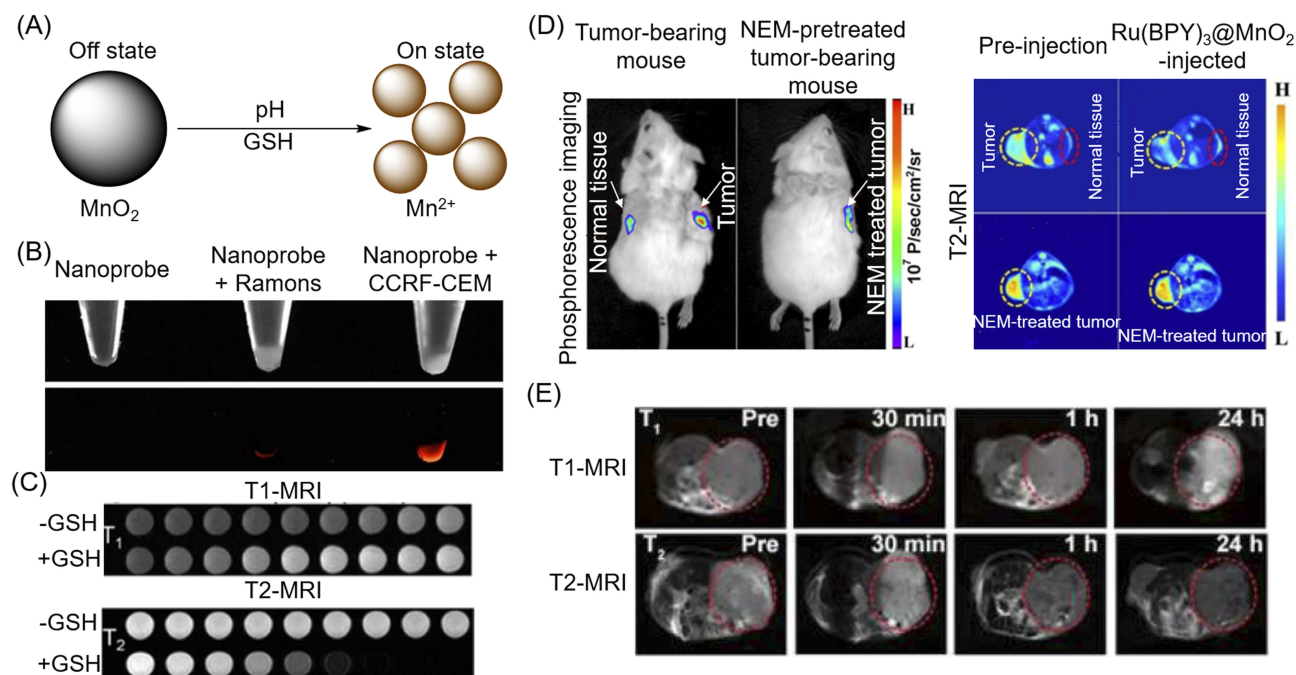 (A)
Off state
On state
pH
GSH
MnO₂
Mn²⁺
(B)
Nanoprobe
Nanoprobe
+ Ramons
Nanoprobe +
CCRF-CEM
(C)
T1-MRI
-GSH
T₁
+GSH
T2-MRI
-GSH
T₂
+GSH
(D)
Tumor-bearing
mouse
NEM-pretreated
tumor-bearing
mouse
Phosphorescence imaging
Normal tissue
Tumor
NEM treated tumor
H
10⁷ P/sec/cm²/sr
L
Pre-injection
Ru(BPY)₃@MnO₂
-injected
T2-MRI
Tumor
Normal tissue
Tumor
Normal tissue
NEM-treated tumor
NEM-treated tumor
H
L
(E)
T1-MRI
T₁
Pre
30 min
1 h
24 h
T2-MRI
T₂
Pre
30 min
1 h
24 h